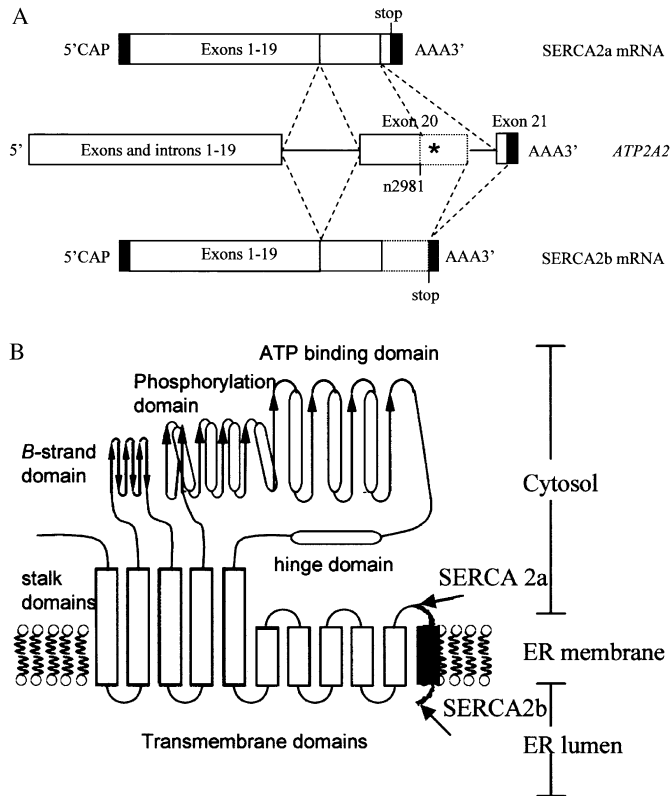 A
stop
5'CAP
Exons 1-19
AAA3'
SERCA2a mRNA
Exon 20
Exon 21
5'
Exons and introns 1-19
*
AAA3'
ATP2A2
n2981
5'CAP
Exons 1-19
AAA3'
SERCA2b mRNA
stop
B
ATP binding domain
Phosphorylation
domain
B-strand
domain
Cytosol
hinge domain
SERCA 2a
stalk
domains
ER membrane
SERCA2b
Transmembrane domains
ER lumen